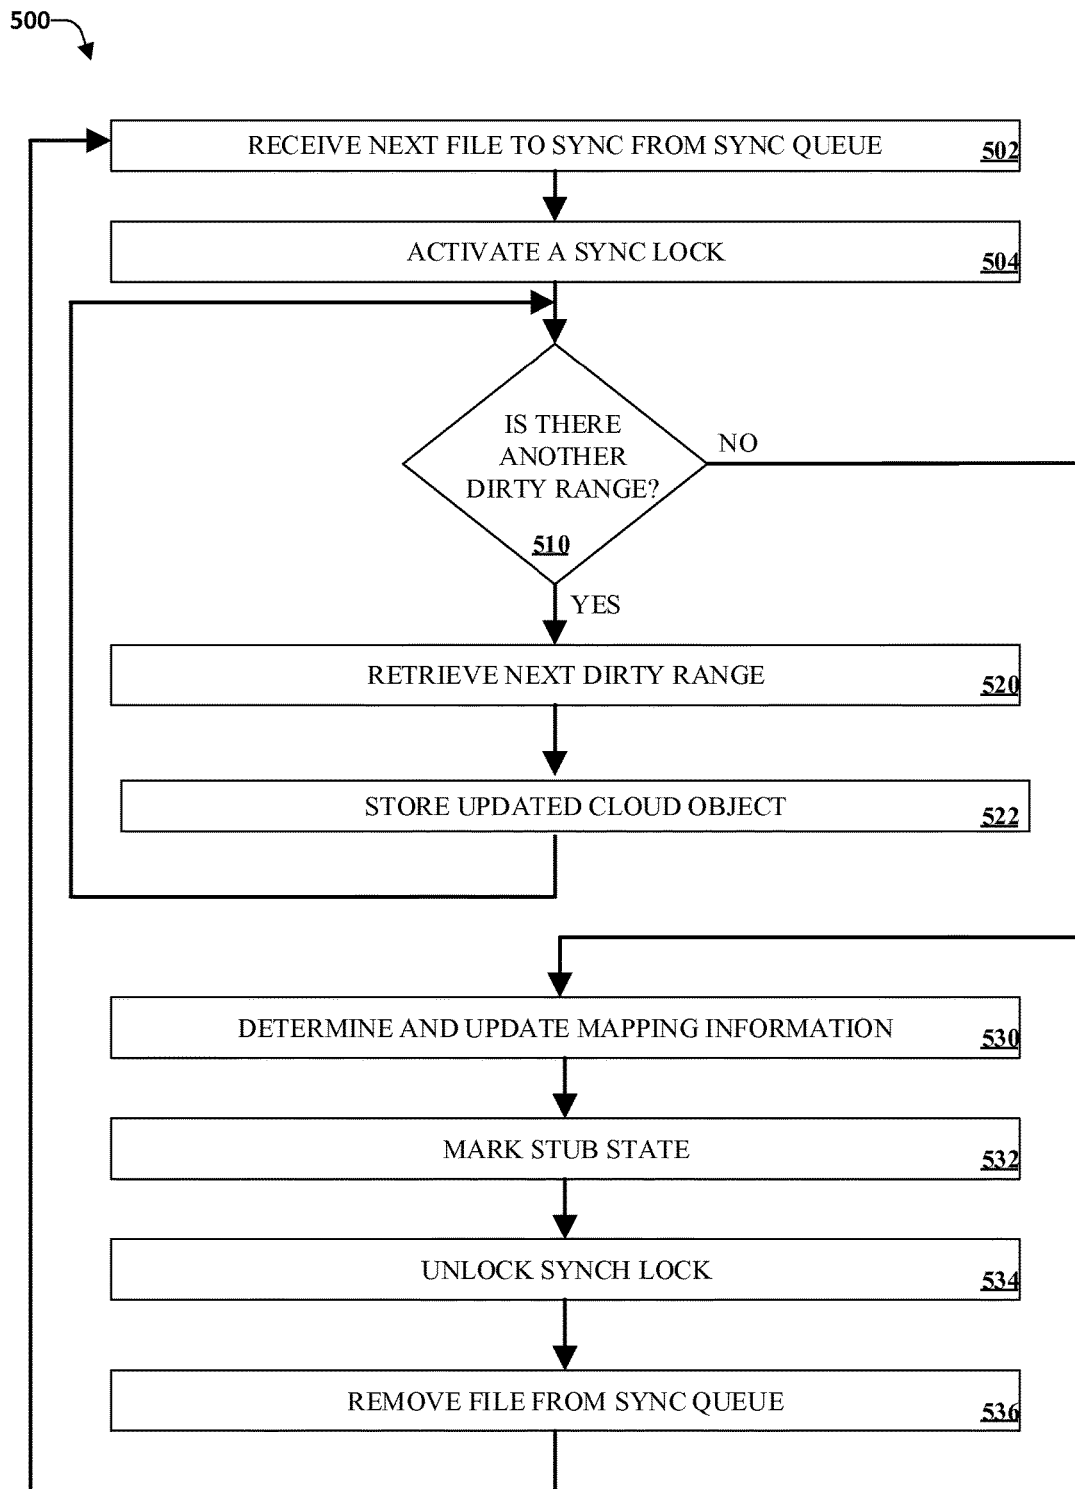 500
RECEIVE NEXT FILE TO SYNC FROM SYNC QUEUE 502
ACTIVATE A SYNC LOCK 504
IS THERE
ANOTHER
DIRTY RANGE?
510
NO
YES
RETRIEVE NEXT DIRTY RANGE 520
STORE UPDATED CLOUD OBJECT 522
DETERMINE AND UPDATE MAPPING INFORMATION 530
MARK STUB STATE 532
UNLOCK SYNCH LOCK 534
REMOVE FILE FROM SYNC QUEUE 536